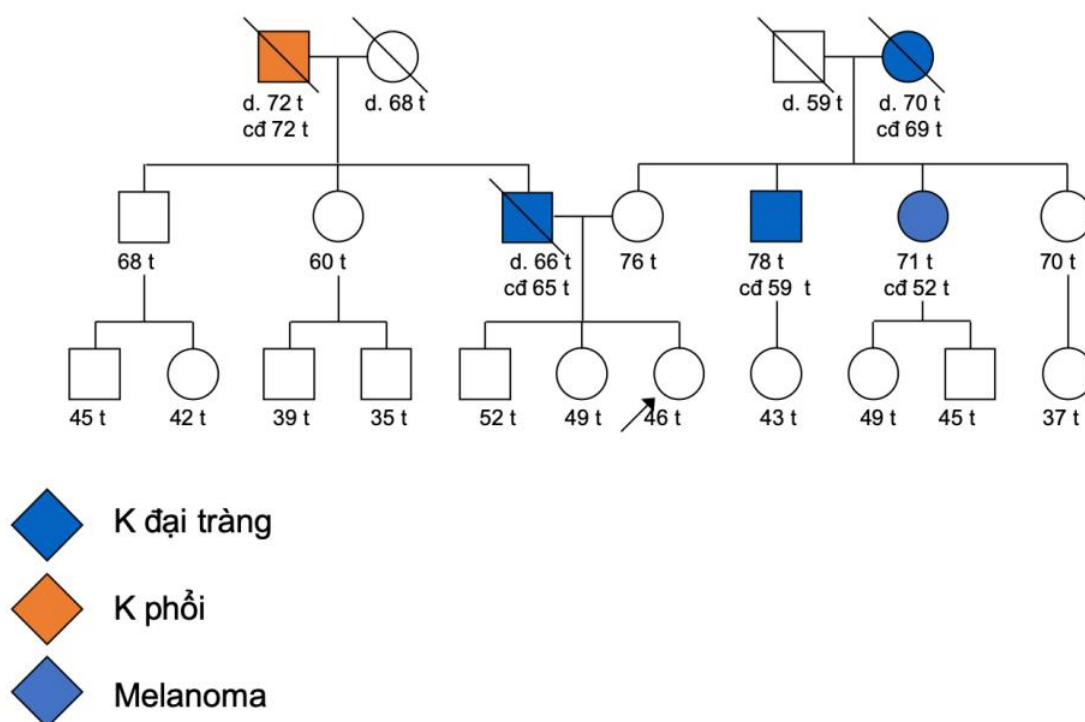 d. 72 t
cđ 72 t
d. 68 t
d. 59 t
d. 70 t
cđ 69 t
68 t
60 t
d. 66 t
cđ 65 t
76 t
78 t
cđ 59 t
71 t
cđ 52 t
70 t
45 t
42 t
39 t
35 t
52 t
49 t
46 t
43 t
49 t
45 t
37 t
K đại tràng
K phổi
Melanoma